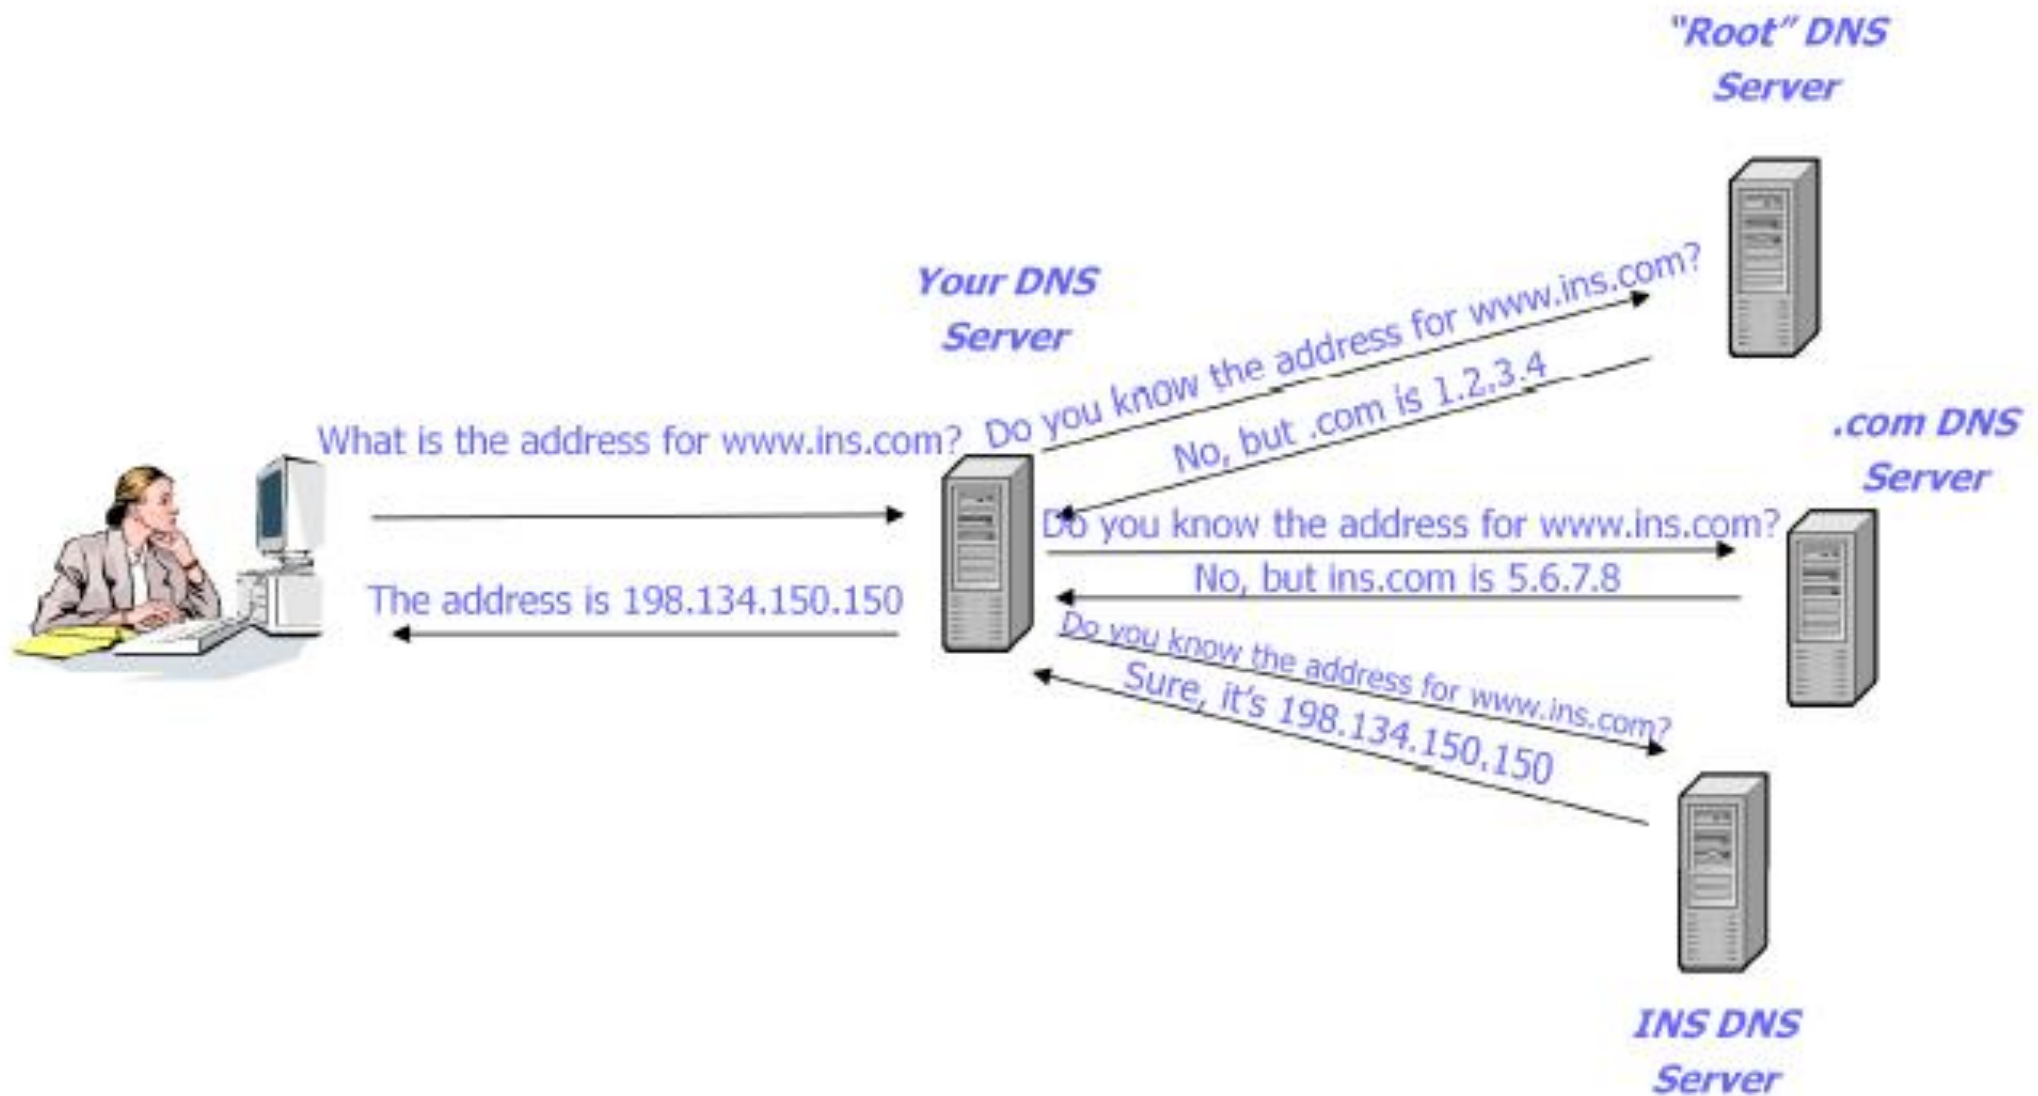 "Root" DNS
Server
Your DNS
Server
Do you know the address for www.ins.com?
No, but .com is 1.2.3.4
What is the address for www.ins.com?
.com DNS
Server
Do you know the address for www.ins.com?
No, but ins.com is 5.6.7.8
The address is 198.134.150.150
Do you know the address for www.ins.com?
Sure, it's 198.134.150.150
INS DNS
Server